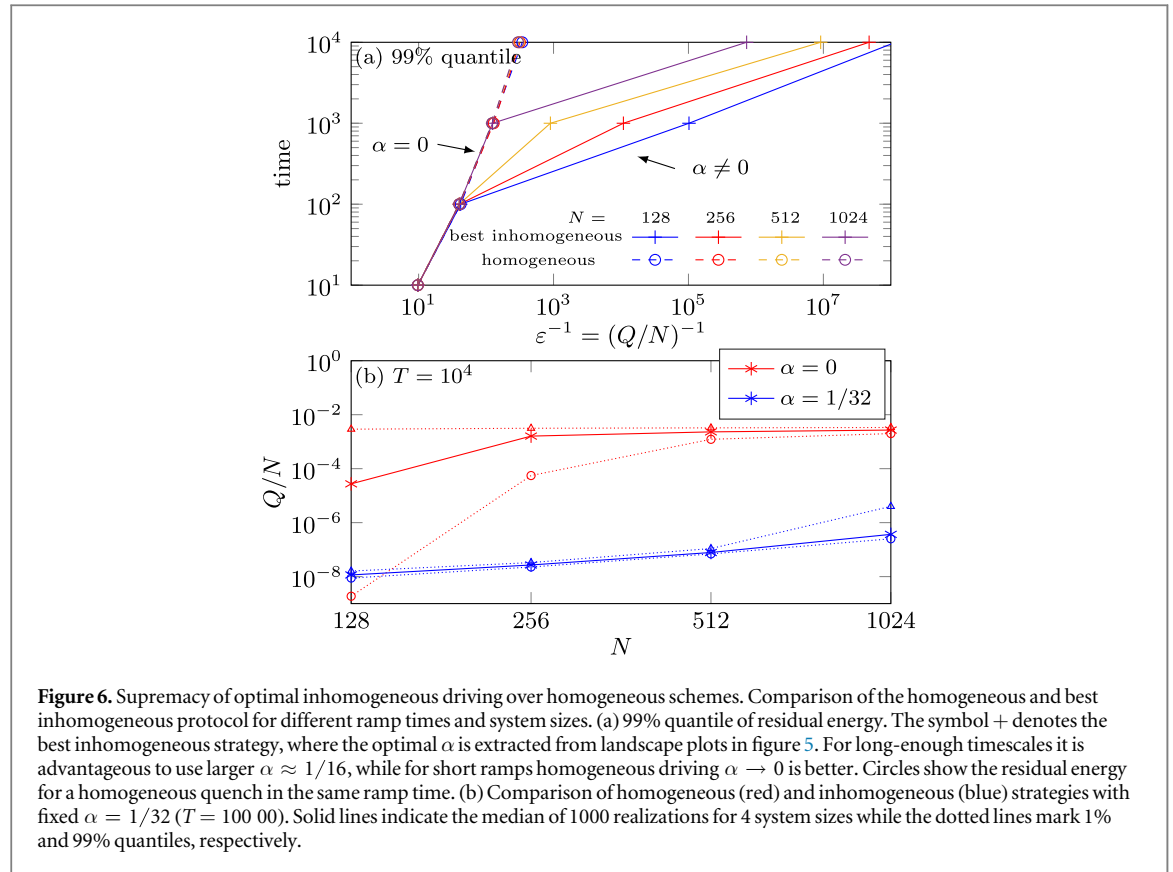 (a) 99% quantile
10^4
10^3
10^2
10^1
time
α = 0
α ≠ 0
N = 128 256 512 1024
best inhomogeneous
homogeneous
10^1 10^3 10^5 10^7
ε^{-1} = (Q/N)^{-1}
(b) T = 10^4
α = 0
α = 1/32
10^0
10^{-2}
10^{-4}
10^{-6}
10^{-8}
Q/N
128 256 512 1024
N
Figure 6. Supremacy of optimal inhomogeneous driving over homogeneous schemes. Comparison of the homogeneous and best
inhomogeneous protocol for different ramp times and system sizes. (a) 99% quantile of residual energy. The symbol + denotes the
best inhomogeneous strategy, where the optimal α is extracted from landscape plots in figure 5. For long-enough timescales it is
advantageous to use larger α ≈ 1/16, while for short ramps homogeneous driving α → 0 is better. Circles show the residual energy
for a homogeneous quench in the same ramp time. (b) Comparison of homogeneous (red) and inhomogeneous (blue) strategies with
fixed α = 1/32 (T = 100 00). Solid lines indicate the median of 1000 realizations for 4 system sizes while the dotted lines mark 1%
and 99% quantiles, respectively.